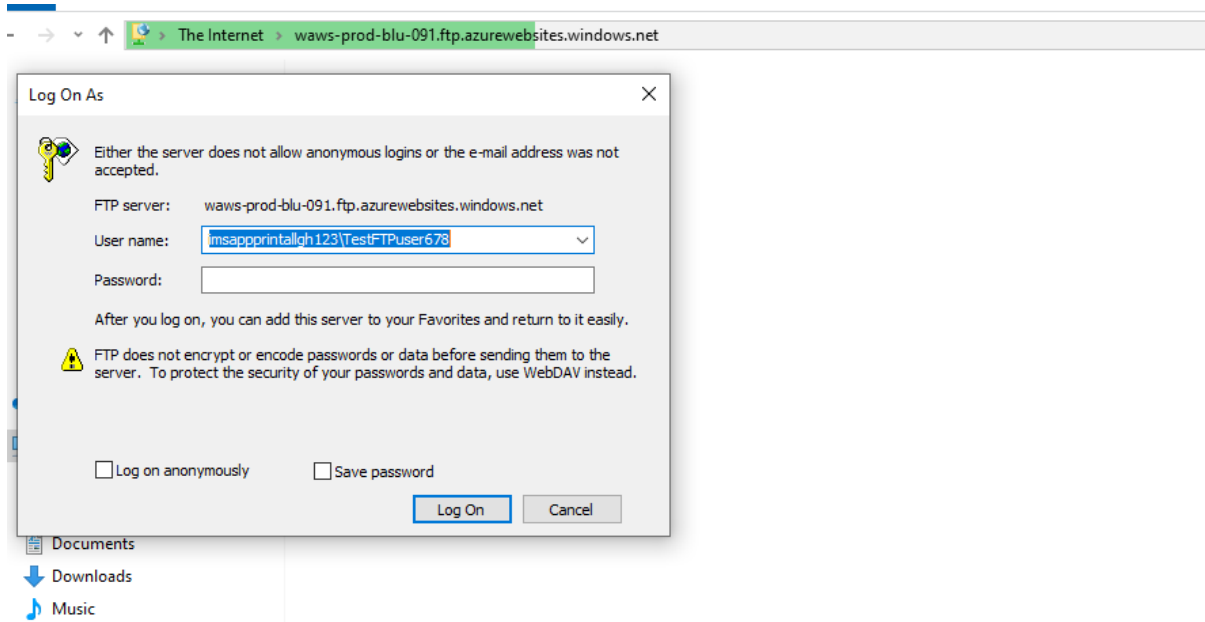 The Internet > waws-prod-blu-091.ftp.azurewebsites.windows.net
Log On As
Either the server does not allow anonymous logins or the e-mail address was not
accepted.
FTP server: waws-prod-blu-091.ftp.azurewebsites.windows.net
User name: imsappprintallgh123\TestFTPuser678
Password:
After you log on, you can add this server to your Favorites and return to it easily.
FTP does not encrypt or encode passwords or data before sending them to the
server. To protect the security of your passwords and data, use WebDAV instead.
Log on anonymously Save password
Log On Cancel
Documents
Downloads
Music